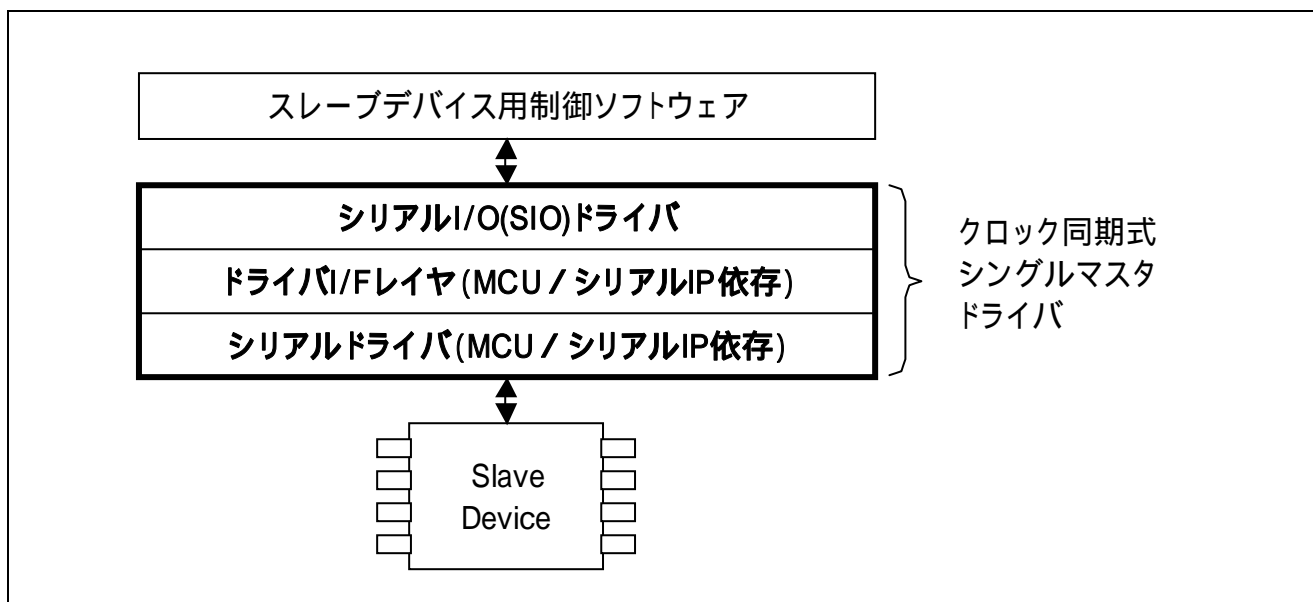 スレーブデバイス用制御ソフトウェア
シリアルI/O(SIO)ドライバ
ドライバI/Fレイヤ(MCU/シリアルIP依存)
シリアルドライバ(MCU/シリアルIP依存)
クロック同期式
シングルマスタ
ドライバ
Slave
Device